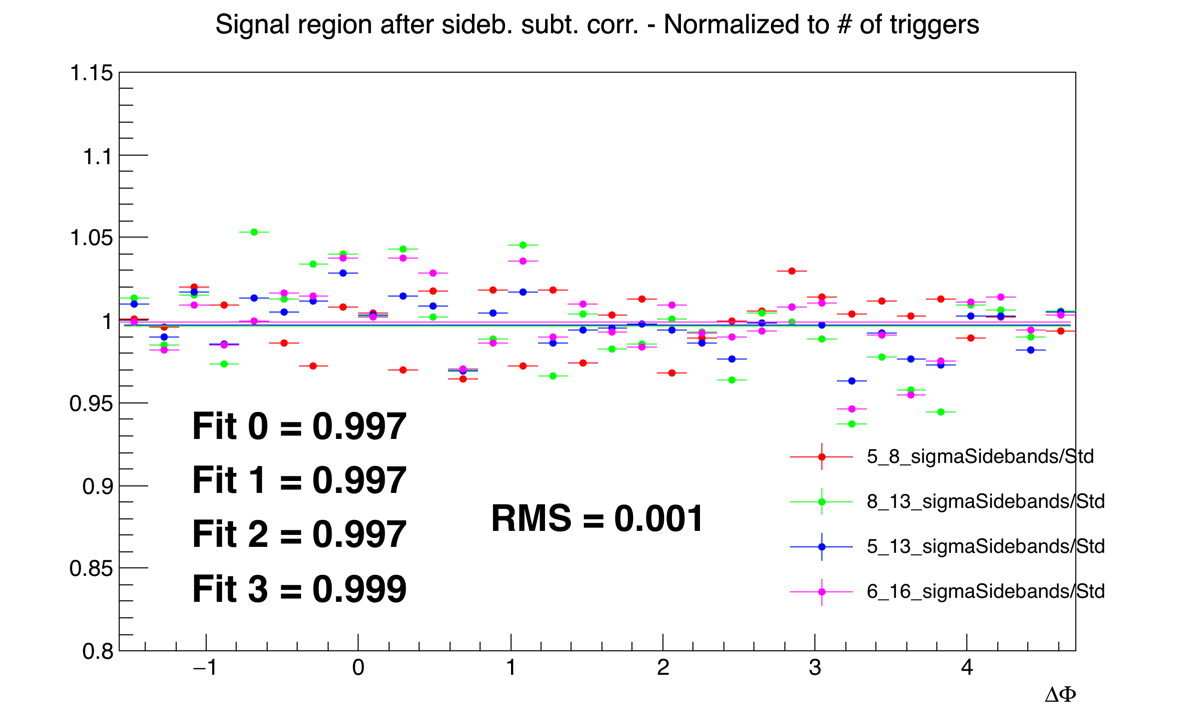 Signal region after sideb. subt. corr. - Normalized to # of triggers
1.15
1.1
1.05
1
0.95
0.9
0.85
0.8
Fit 0 = 0.997
Fit 1 = 0.997
Fit 2 = 0.997
Fit 3 = 0.999
RMS = 0.001
5_8_sigmaSidebands/Std
8_13_sigmaSidebands/Std
5_13_sigmaSidebands/Std
6_16_sigmaSidebands/Std
−1 0 1 2 3 4
ΔΦ